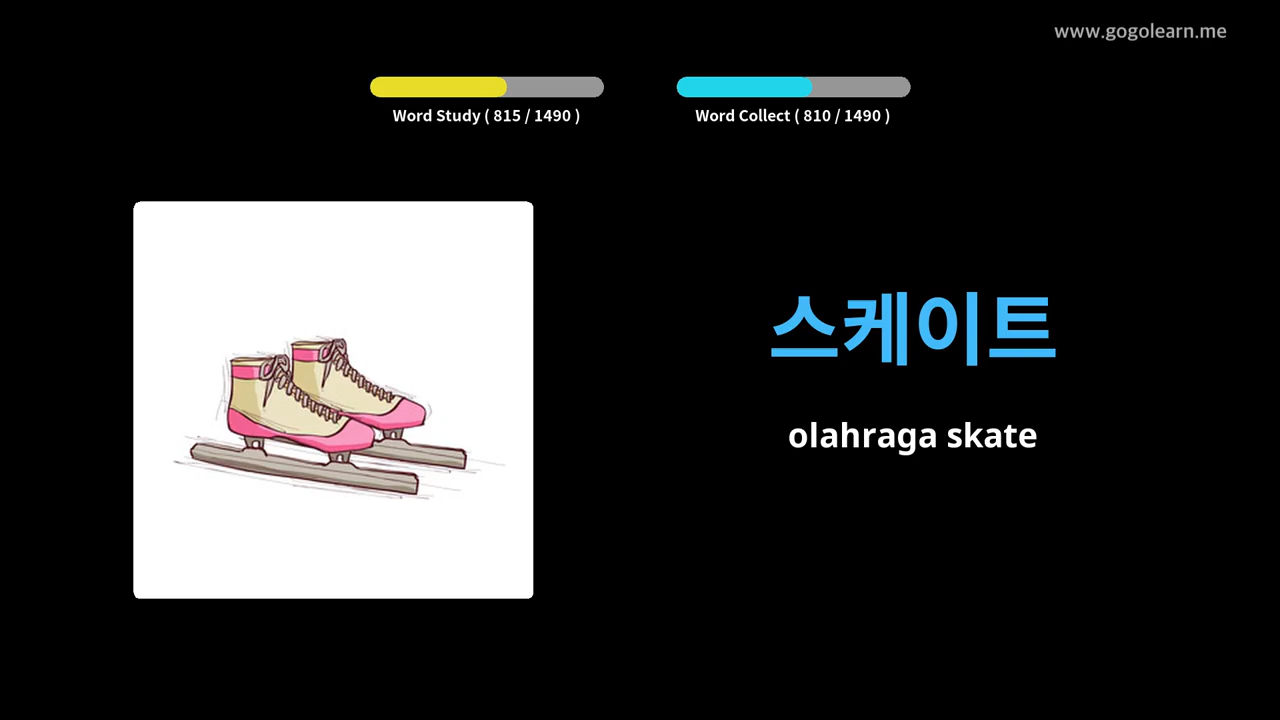 www.gogolearn.me
Word Study ( 815 / 1490 )
Word Collect ( 810 / 1490 )
스케이트
olahraga skate